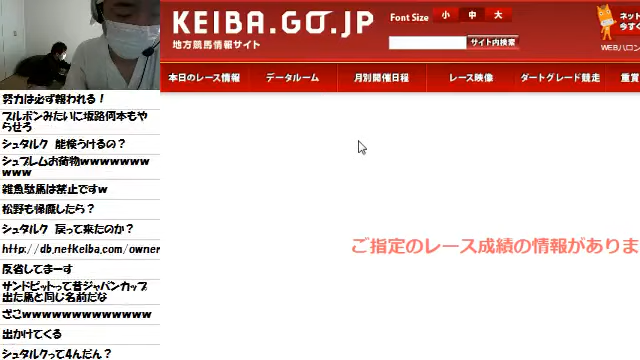 KEIBA.GO.JP
地方競馬情報サイト
Font Size 小 中 大
サイト内検索
ネット
今すぐ
WEBハロン
本日のレース情報 データルーム 月別開催日程 レース映像 ダートグレード競走 重賞
努力は必ず報われる！
ブルボンみたいに坂路何本もや
らせろ
シュタルク 能検うけるの？
シュプレムお荷物wwwwwww
www
雑魚駄馬は禁止ですw
松野も怪廃したら？
シュタルク 戻って来たのか？
http://db.netkeiba.com/owner
反省してまーす
サンドピットって昔ジャパンカップ
出た馬と同じ名前だな
ざこwwwwwwwwwwwww
出かけてくる
シュタルクって4んだん？
ご指定のレース成績の情報がありま